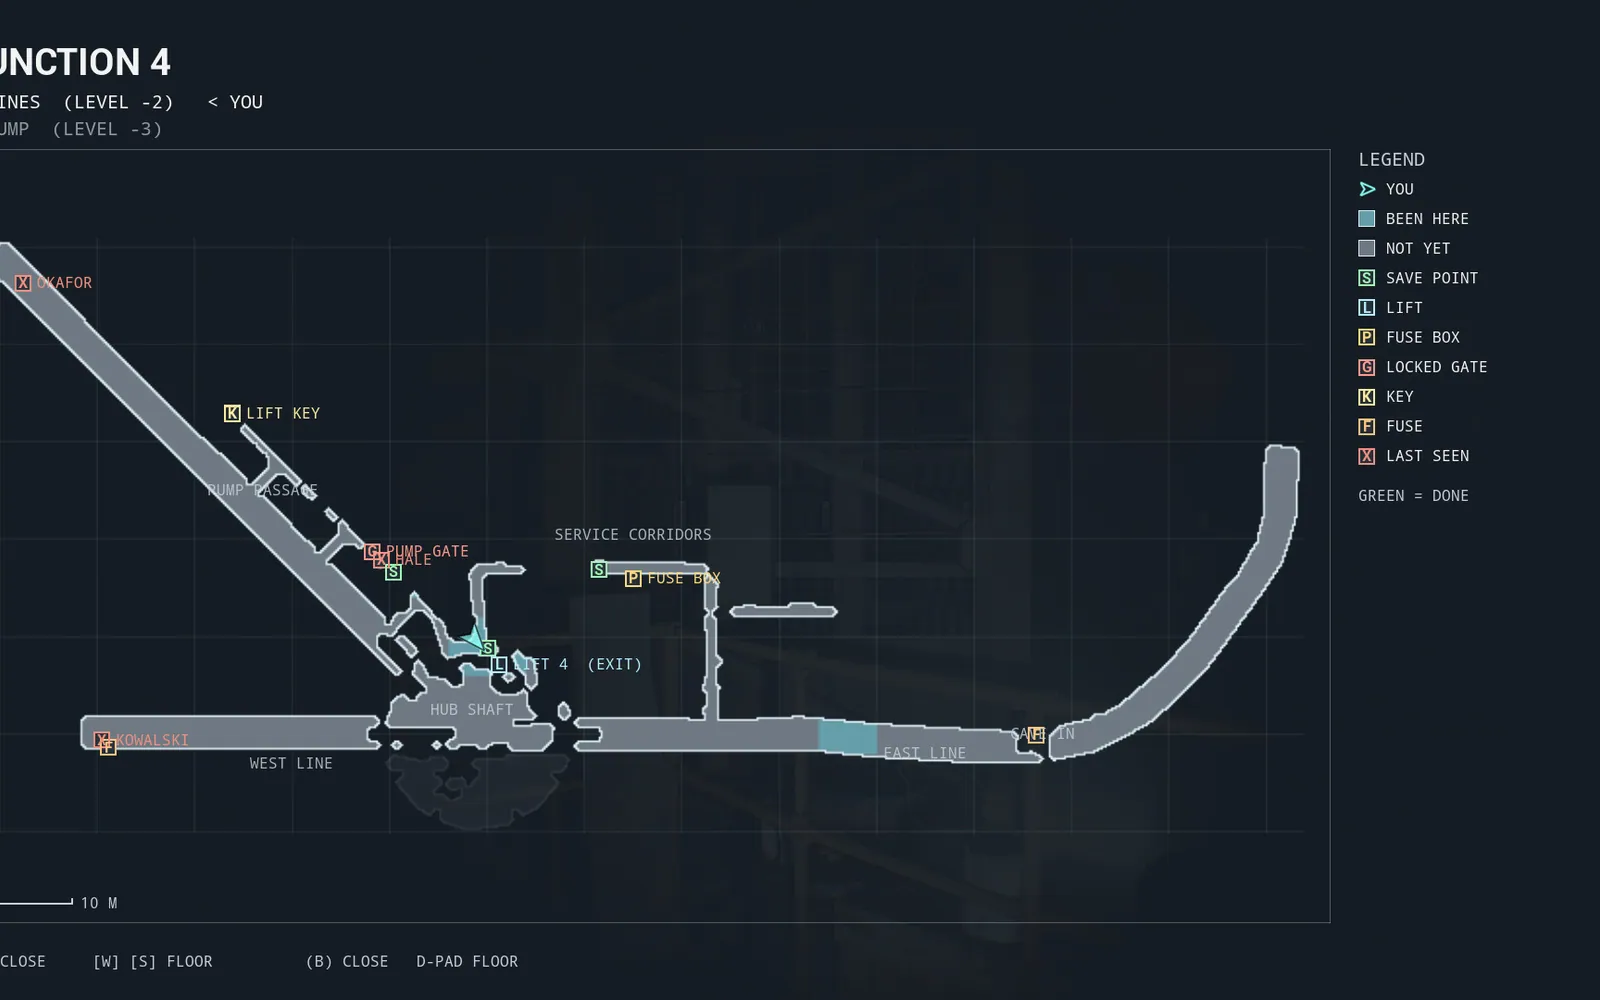 UNCTION 4
INES (LEVEL -2) < YOU
UMP (LEVEL -3)
LEGEND
YOU
BEEN HERE
NOT YET
S SAVE POINT
L LIFT
P FUSE BOX
G LOCKED GATE
K KEY
F FUSE
X LAST SEEN
GREEN = DONE
X OKAFOR
K LIFT KEY
PUMP PASSAGE
SERVICE CORRIDORS
G PUMP GATE
X HALE
S
S
P FUSE BOX
S
L LIFT 4 (EXIT)
HUB SHAFT
X KOWALSKI
F
CAVE IN
F
EAST LINE
WEST LINE
10 M
CLOSE [W] [S] FLOOR (B) CLOSE D-PAD FLOOR